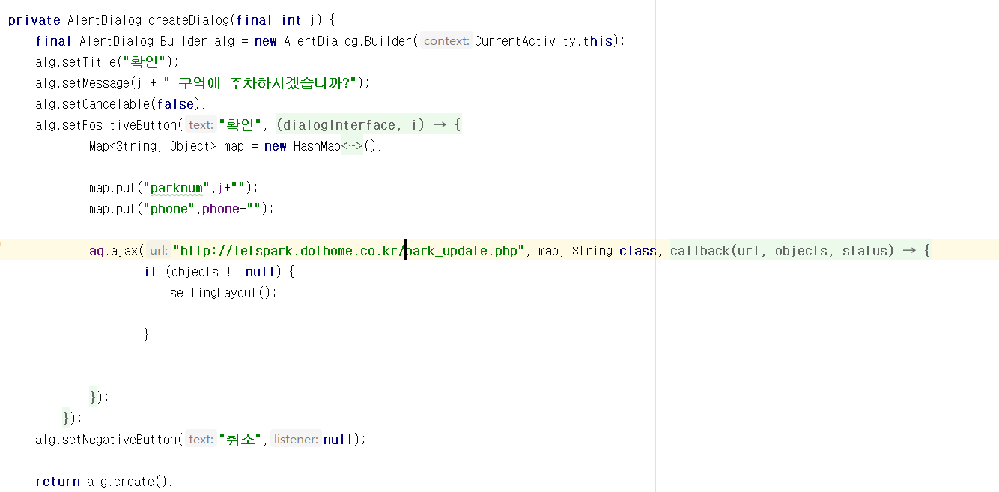 private AlertDialog createDialog(final int j) {
final AlertDialog.Builder alg = new AlertDialog.Builder( context: CurrentActivity.this);
alg.setTitle("확인");
alg.setMessage(j + " 구역에 주차하시겠습니까?");
alg.setCancelable(false);
alg.setPositiveButton( text: "확인", (dialogInterface, i) → {
Map<String, Object> map = new HashMap<~>();
map.put("parknum",j+"");
map.put("phone",phone+"");
aq.ajax( url: "http://letspark.dothome.co.kr/park_update.php", map, String.class, callback(url, objects, status) → {
if (objects != null) {
settingLayout();
}
});
});
alg.setNegativeButton( text: "취소", listener: null);
return alg.create();